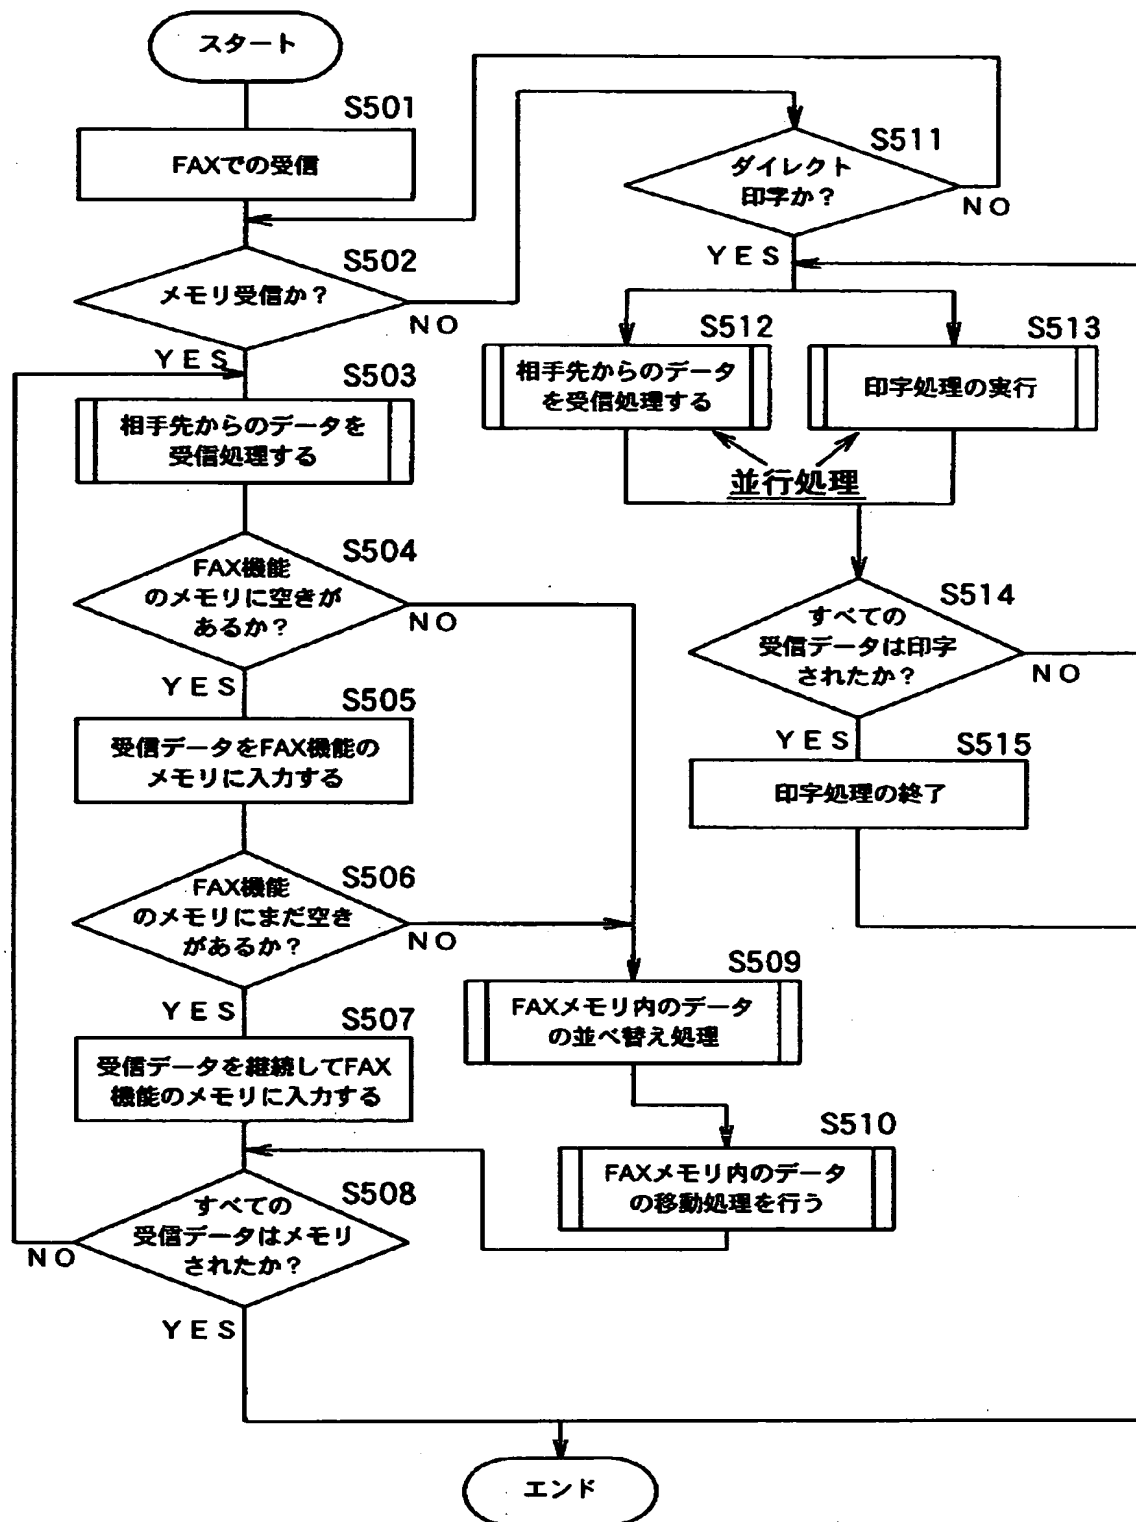 スタート
S501
FAXでの受信
S502
メモリ受信か？
NO
YES
S503
相手先からのデータを
受信処理する
S504
FAX機能
のメモリに空きが
あるか？
NO
YES
S505
受信データをFAX機能の
メモリに入力する
S506
FAX機能
のメモリにまだ空き
があるか？
NO
YES
S507
受信データを継続してFAX
機能のメモリに入力する
S508
すべての
受信データはメモリ
されたか？
NO
YES
S509
FAXメモリ内のデータ
の並べ替え処理
S510
FAXメモリ内のデータ
の移動処理を行う
S511
ダイレクト
印字か？
NO
YES
S512
相手先からのデータ
を受信処理する
S513
印字処理の実行
並行処理
S514
すべての
受信データは印字
されたか？
NO
YES
S515
印字処理の終了
エンド